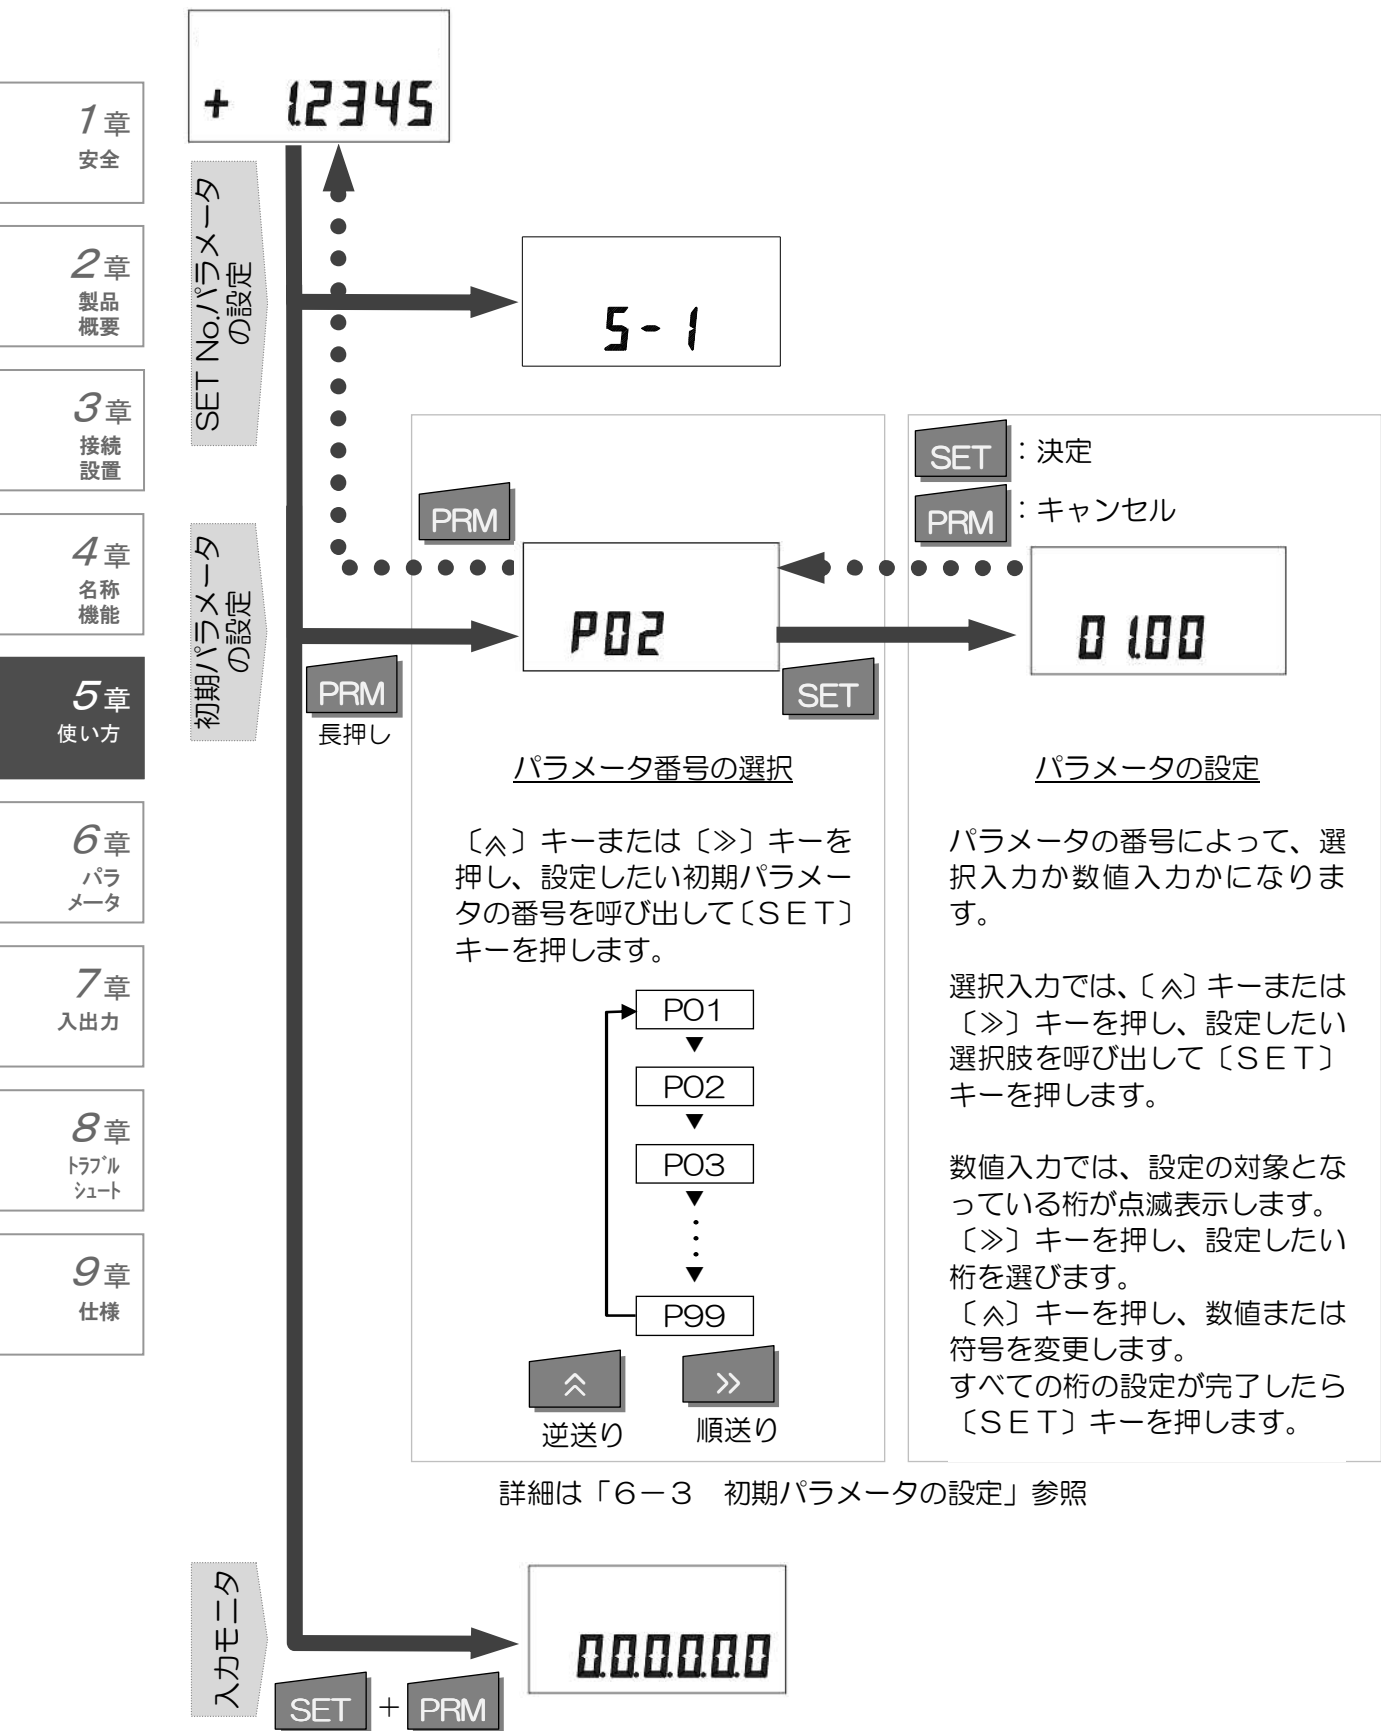 + 1.2345
1章
安全
2章
製品
概要
3章
接続
設置
4章
名称
機能
5章
使い方
6章
パラ
メータ
7章
入出力
8章
トラブル
シュート
9章
仕様
SET No.パラメータ
の設定
S-1
初期パラメータ
の設定
PRM
長押し
PRM
P02
SET
パラメータ番号の選択
〔︽〕キーまたは〔≫〕キーを
押し、設定したい初期パラメー
タの番号を呼び出して〔SET〕
キーを押します。
P01
P02
P03
P99
︽
逆送り
≫
順送り
SET：決定
PRM：キャンセル
01.00
パラメータの設定
パラメータの番号によって、選
択入力か数値入力かになりま
す。
選択入力では、〔︽〕キーまたは
〔≫〕キーを押し、設定したい
選択肢を呼び出して〔SET〕
キーを押します。
数値入力では、設定の対象とな
っている桁が点滅表示します。
〔≫〕キーを押し、設定したい
桁を選びます。
〔︽〕キーを押し、数値または
符号を変更します。
すべての桁の設定が完了したら
〔SET〕キーを押します。
詳細は「6－3　初期パラメータの設定」参照
入力モニタ
SET + PRM
0.0.0.0.0.0